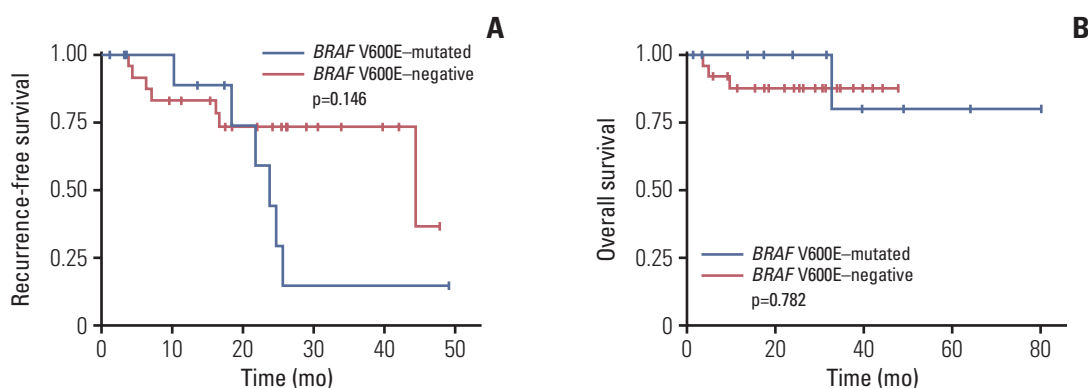 A
BRAF V600E–mutated
BRAF V600E–negative
p=0.146
Recurrence-free survival
1.00
0.75
0.50
0.25
0
0 10 20 30 40 50
Time (mo)
B
Overall survival
1.00
0.75
0.50
0.25
0
BRAF V600E–mutated
BRAF V600E–negative
p=0.782
0 20 40 60 80
Time (mo)